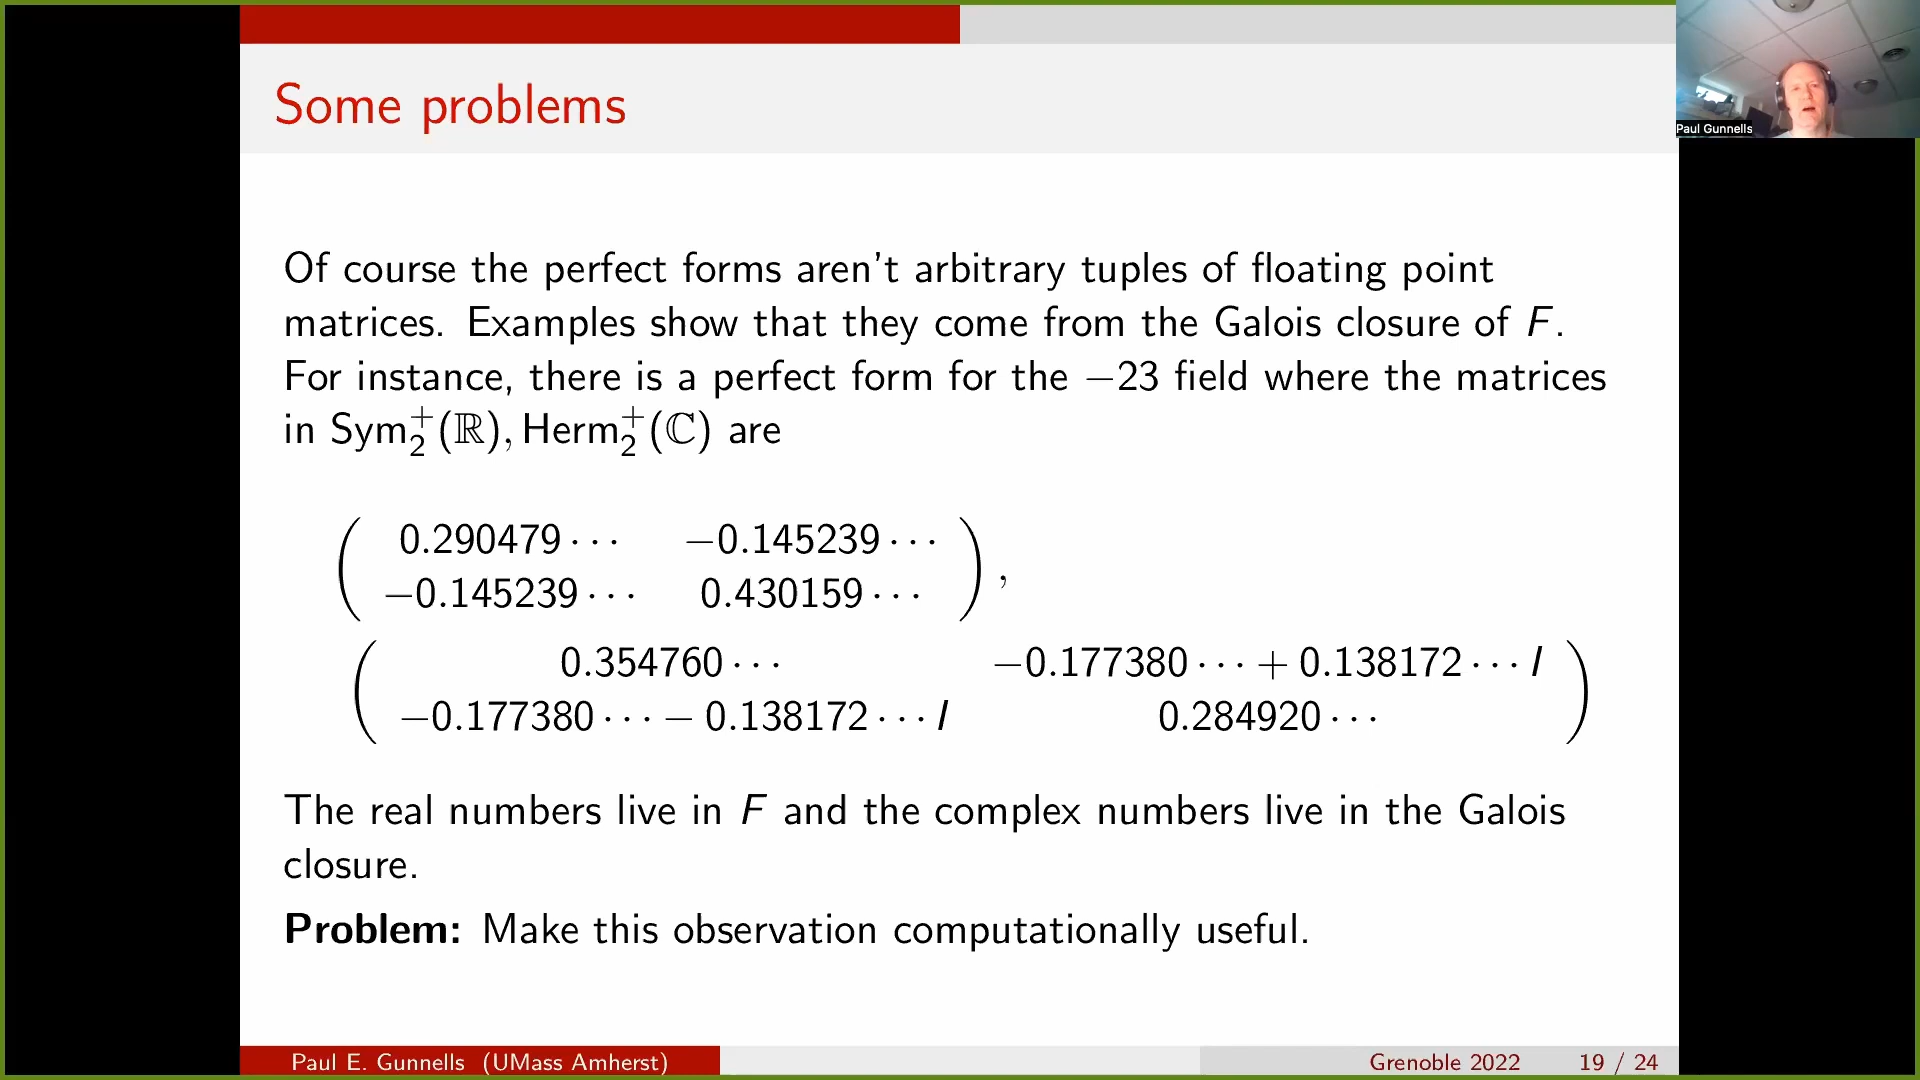 Some problems
Paul Gunnells
Of course the perfect forms aren't arbitrary tuples of floating point
matrices. Examples show that they come from the Galois closure of F.
For instance, there is a perfect form for the −23 field where the matrices
in Sym₂⁺(ℝ), Herm₂⁺(ℂ) are
( 0.290479⋯ −0.145239⋯
−0.145239⋯ 0.430159⋯ ),
( 0.354760⋯ −0.177380⋯ + 0.138172⋯ I
−0.177380⋯ − 0.138172⋯ I 0.284920⋯ )
The real numbers live in F and the complex numbers live in the Galois
closure.
Problem: Make this observation computationally useful.
Paul E. Gunnells (UMass Amherst) Grenoble 2022 19 / 24